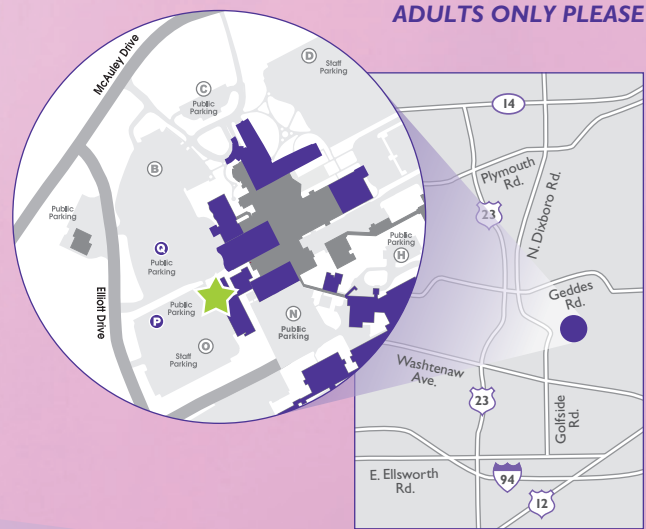 ADULTS ONLY PLEASE
McAuley Drive
D
Staff
Parking
C
Public
Parking
B
Public
Parking
Q
Public
Parking
Elliott Drive
Public
Parking
P
Staff
Parking
O
N
Public
Parking
Public
Parking
H
14
Plymouth
Rd.
23
N. Dixboro Rd.
Geddes
Rd.
Washtenaw
Ave.
23
Golfside
Rd.
E. Ellsworth
Rd.
94
12